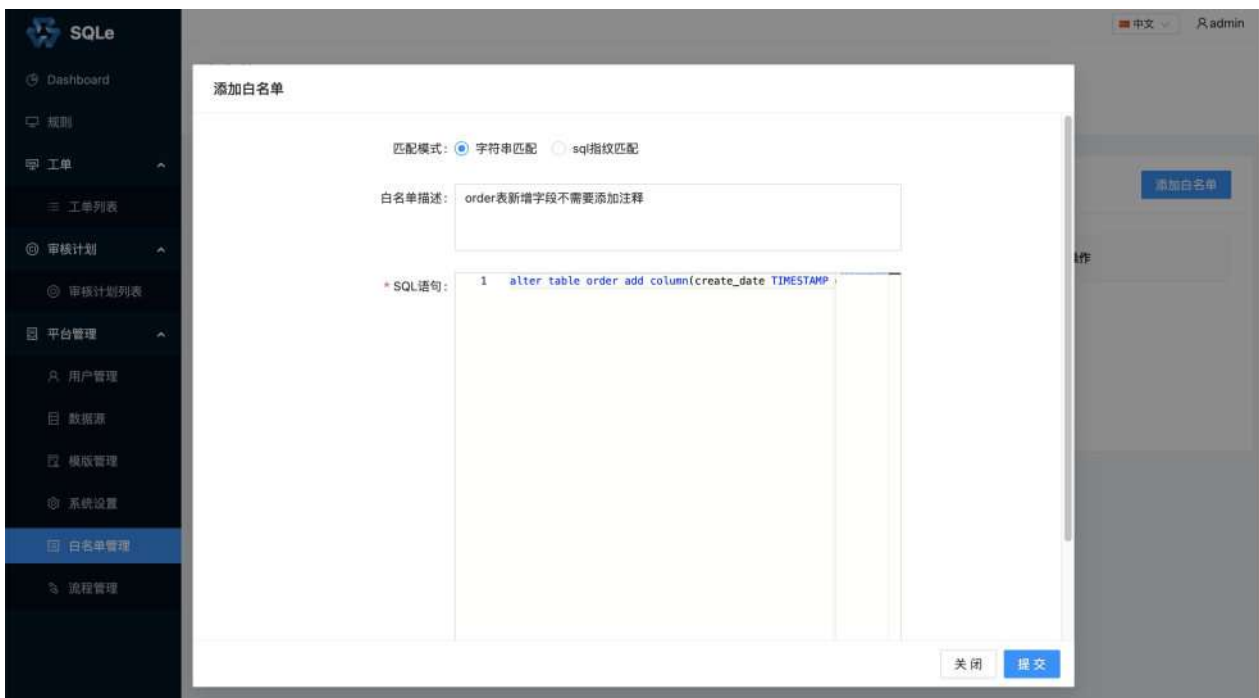 SQLe
中文
admin
Dashboard
规则
工单
工单列表
审核计划
审核计划列表
平台管理
用户管理
数据源
模版管理
系统设置
白名单管理
流程管理
添加白名单
操作
添加白名单
匹配模式:
字符串匹配
sql指纹匹配
白名单描述:
order表新增字段不需要添加注释
* SQL语句:
1 alter table order add column(create_date TIMESTAMP
关闭
提交